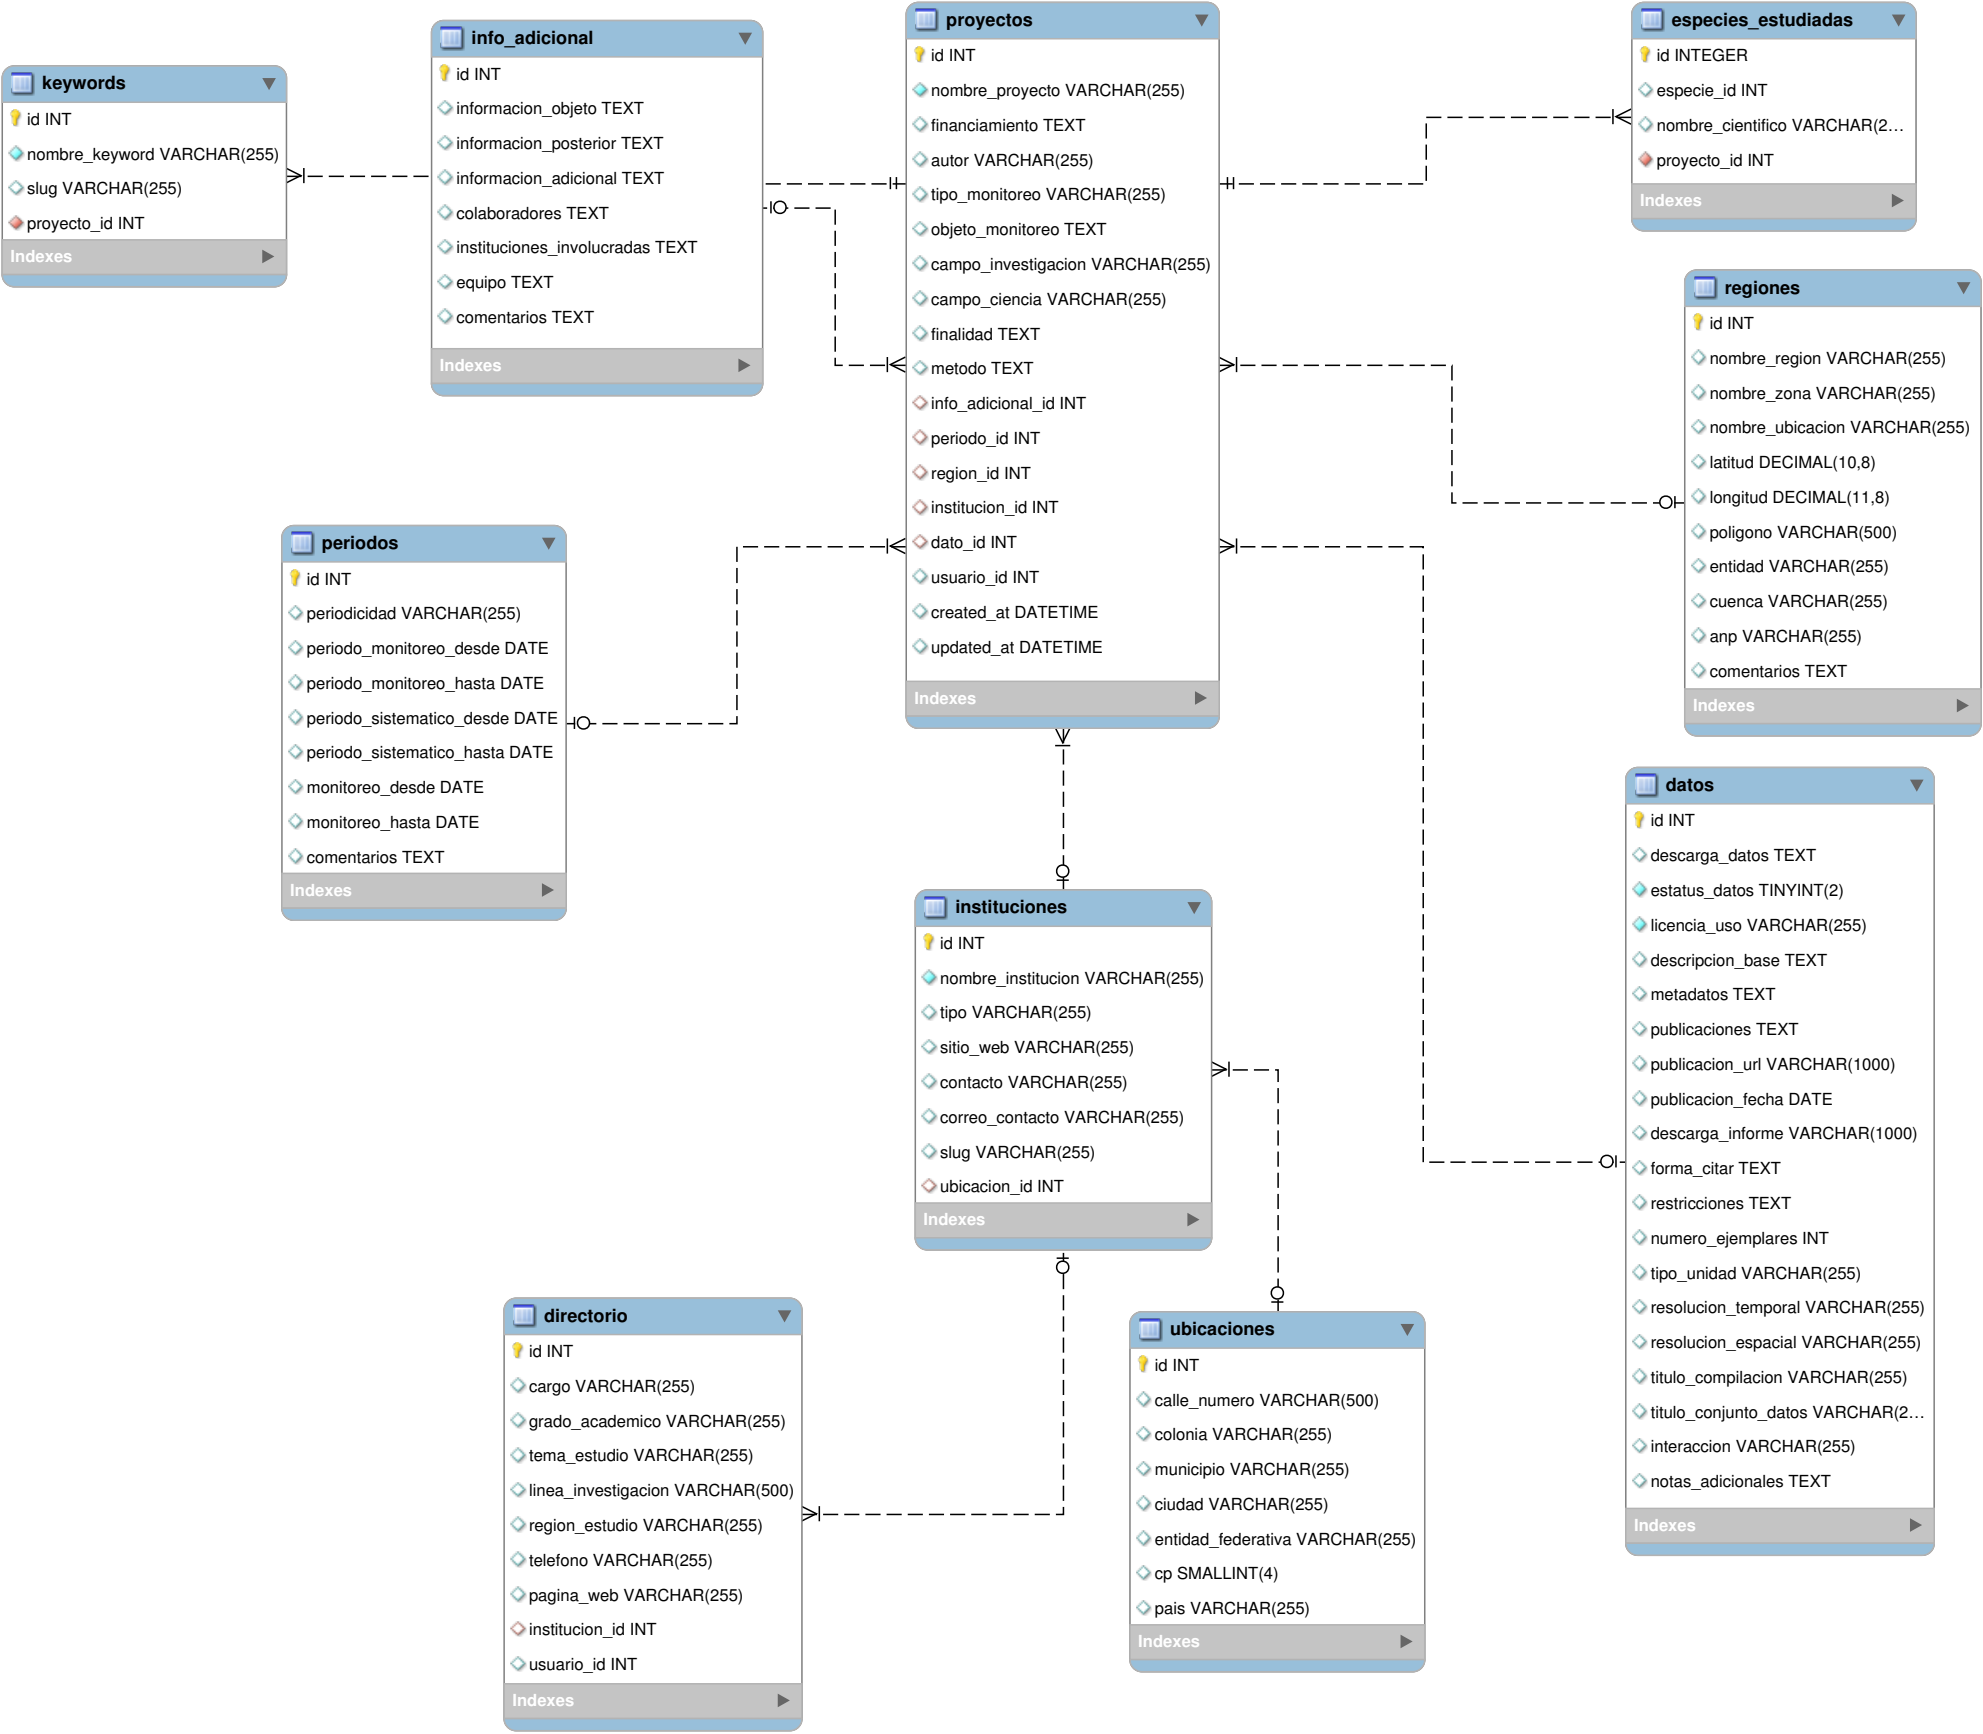 keywords
id INT
nombre_keyword VARCHAR(255)
slug VARCHAR(255)
proyecto_id INT
Indexes
info_adicional
id INT
informacion_objeto TEXT
informacion_posterior TEXT
informacion_adicional TEXT
colaboradores TEXT
instituciones_involucradas TEXT
equipo TEXT
comentarios TEXT
Indexes
proyectos
id INT
nombre_proyecto VARCHAR(255)
financiamiento TEXT
autor VARCHAR(255)
tipo_monitoreo VARCHAR(255)
objeto_monitoreo TEXT
campo_investigacion VARCHAR(255)
campo_ciencia VARCHAR(255)
finalidad TEXT
metodo TEXT
info_adicional_id INT
periodo_id INT
region_id INT
institucion_id INT
dato_id INT
usuario_id INT
created_at DATETIME
updated_at DATETIME
Indexes
especies_estudiadas
id INTEGER
especie_id INT
nombre_cientifico VARCHAR(2…
proyecto_id INT
Indexes
regiones
id INT
nombre_region VARCHAR(255)
nombre_zona VARCHAR(255)
nombre_ubicacion VARCHAR(255)
latitud DECIMAL(10,8)
longitud DECIMAL(11,8)
poligono VARCHAR(500)
entidad VARCHAR(255)
cuenca VARCHAR(255)
anp VARCHAR(255)
comentarios TEXT
Indexes
periodos
id INT
periodicidad VARCHAR(255)
periodo_monitoreo_desde DATE
periodo_monitoreo_hasta DATE
periodo_sistematico_desde DATE
periodo_sistematico_hasta DATE
monitoreo_desde DATE
monitoreo_hasta DATE
comentarios TEXT
Indexes
instituciones
id INT
nombre_institucion VARCHAR(255)
tipo VARCHAR(255)
sitio_web VARCHAR(255)
contacto VARCHAR(255)
correo_contacto VARCHAR(255)
slug VARCHAR(255)
ubicacion_id INT
Indexes
datos
id INT
descarga_datos TEXT
estatus_datos TINYINT(2)
licencia_uso VARCHAR(255)
descripcion_base TEXT
metadatos TEXT
publicaciones TEXT
publicacion_url VARCHAR(1000)
publicacion_fecha DATE
descarga_informe VARCHAR(1000)
forma_citar TEXT
restricciones TEXT
numero_ejemplares INT
tipo_unidad VARCHAR(255)
resolucion_temporal VARCHAR(255)
resolucion_espacial VARCHAR(255)
titulo_compilacion VARCHAR(255)
titulo_conjunto_datos VARCHAR(2…
interaccion VARCHAR(255)
notas_adicionales TEXT
Indexes
directorio
id INT
cargo VARCHAR(255)
grado_academico VARCHAR(255)
tema_estudio VARCHAR(255)
linea_investigacion VARCHAR(500)
region_estudio VARCHAR(255)
telefono VARCHAR(255)
pagina_web VARCHAR(255)
institucion_id INT
usuario_id INT
Indexes
ubicaciones
id INT
calle_numero VARCHAR(500)
colonia VARCHAR(255)
municipio VARCHAR(255)
ciudad VARCHAR(255)
entidad_federativa VARCHAR(255)
cp SMALLINT(4)
pais VARCHAR(255)
Indexes